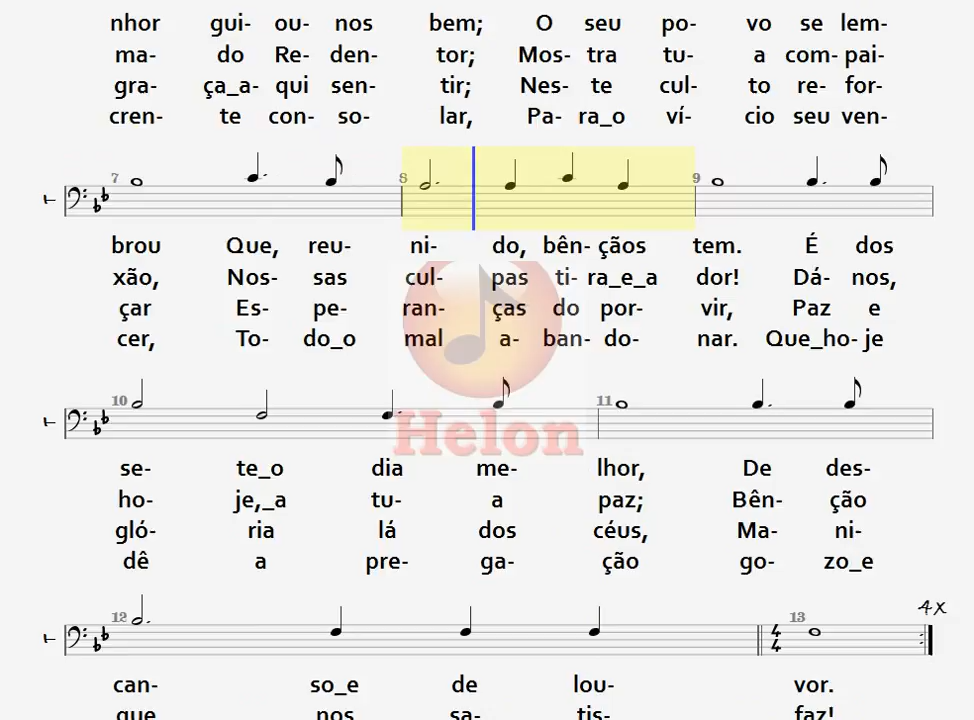 nhor gui- ou- nos bem; O seu po- vo se lem-
ma- do Re- den- tor; Mos- tra tu- a com- pai-
gra- ça_a- qui sen- tir; Nes- te cul- to re- for-
cren- te con- so- lar, Pa- ra_o ví- cio seu ven-
7 8 9
T
brou Que, reu- ni- do, bên- çãos tem. É dos
xão, Nos- sas cul- pas ti- ra_e_a dor! Dá- nos,
çar Es- pe- ran- ças do por- vir, Paz e
cer, To- do_o mal a- ban- do- nar. Que_ho- je
10 11
T
Helon
se- te_o dia me- lhor, De des-
ho- je,_a tu- a paz; Bên- ção
gló- ria lá dos céus, Ma- ni-
dê a pre- ga- ção go- zo_e
12 13 4X
T 4 4
can- so_e de lou- vor.
que nos sa- tis- faz!